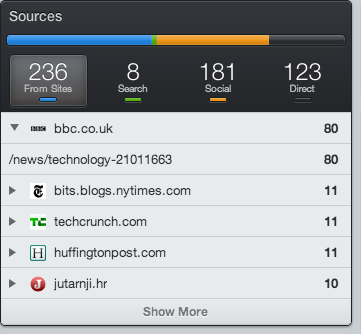 Sources
236 8 181 123
From Sites Search Social Direct
BBC bbc.co.uk 80
/news/technology-21011663 80
T bits.blogs.nytimes.com 11
TC techcrunch.com 11
H huffingtonpost.com 11
J jutarnji.hr 10
Show More